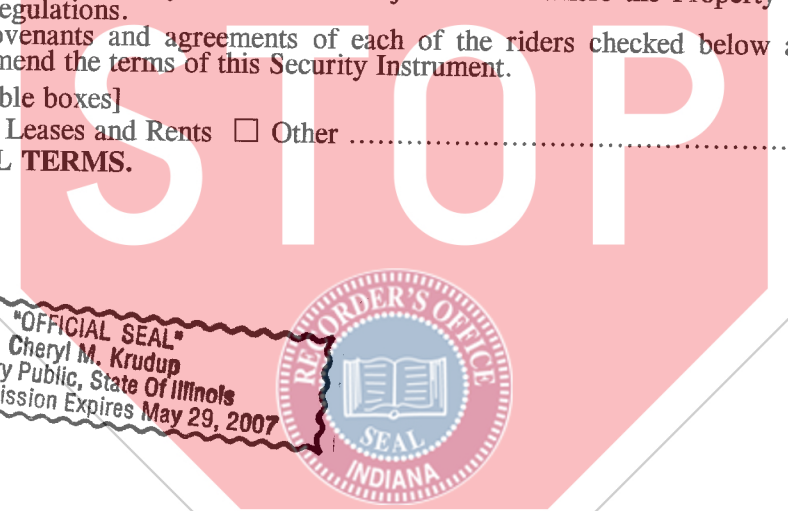 egulations.
ovenants and agreements of each of the riders checked below a
mend the terms of this Security Instrument.
ble boxes]
Leases and Rents ☐ Other ............................................................
L TERMS.
STOP
"OFFICIAL SEAL"
Cheryl M. Krudup
y Public, State Of Illinois
ission Expires May 29, 2007
RECORDER'S OFFICE
SEAL
INDIANA